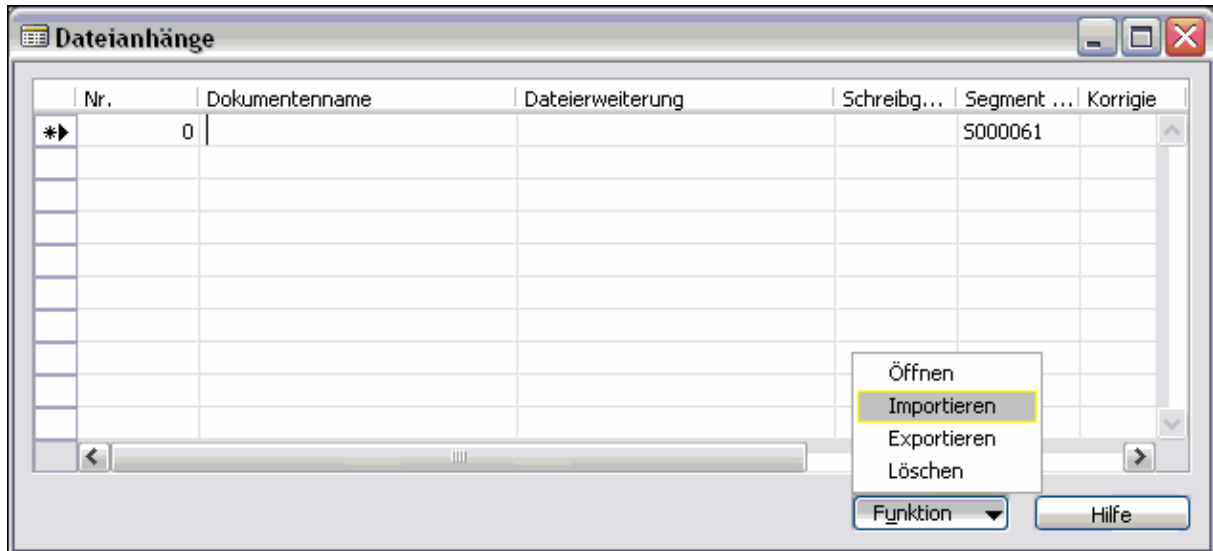 Dateianhänge
Nr. Dokumentenname Dateierweiterung Schreibg... Segment ... Korrigie
0 S000061
Öffnen
Importieren
Exportieren
Löschen
Funktion Hilfe